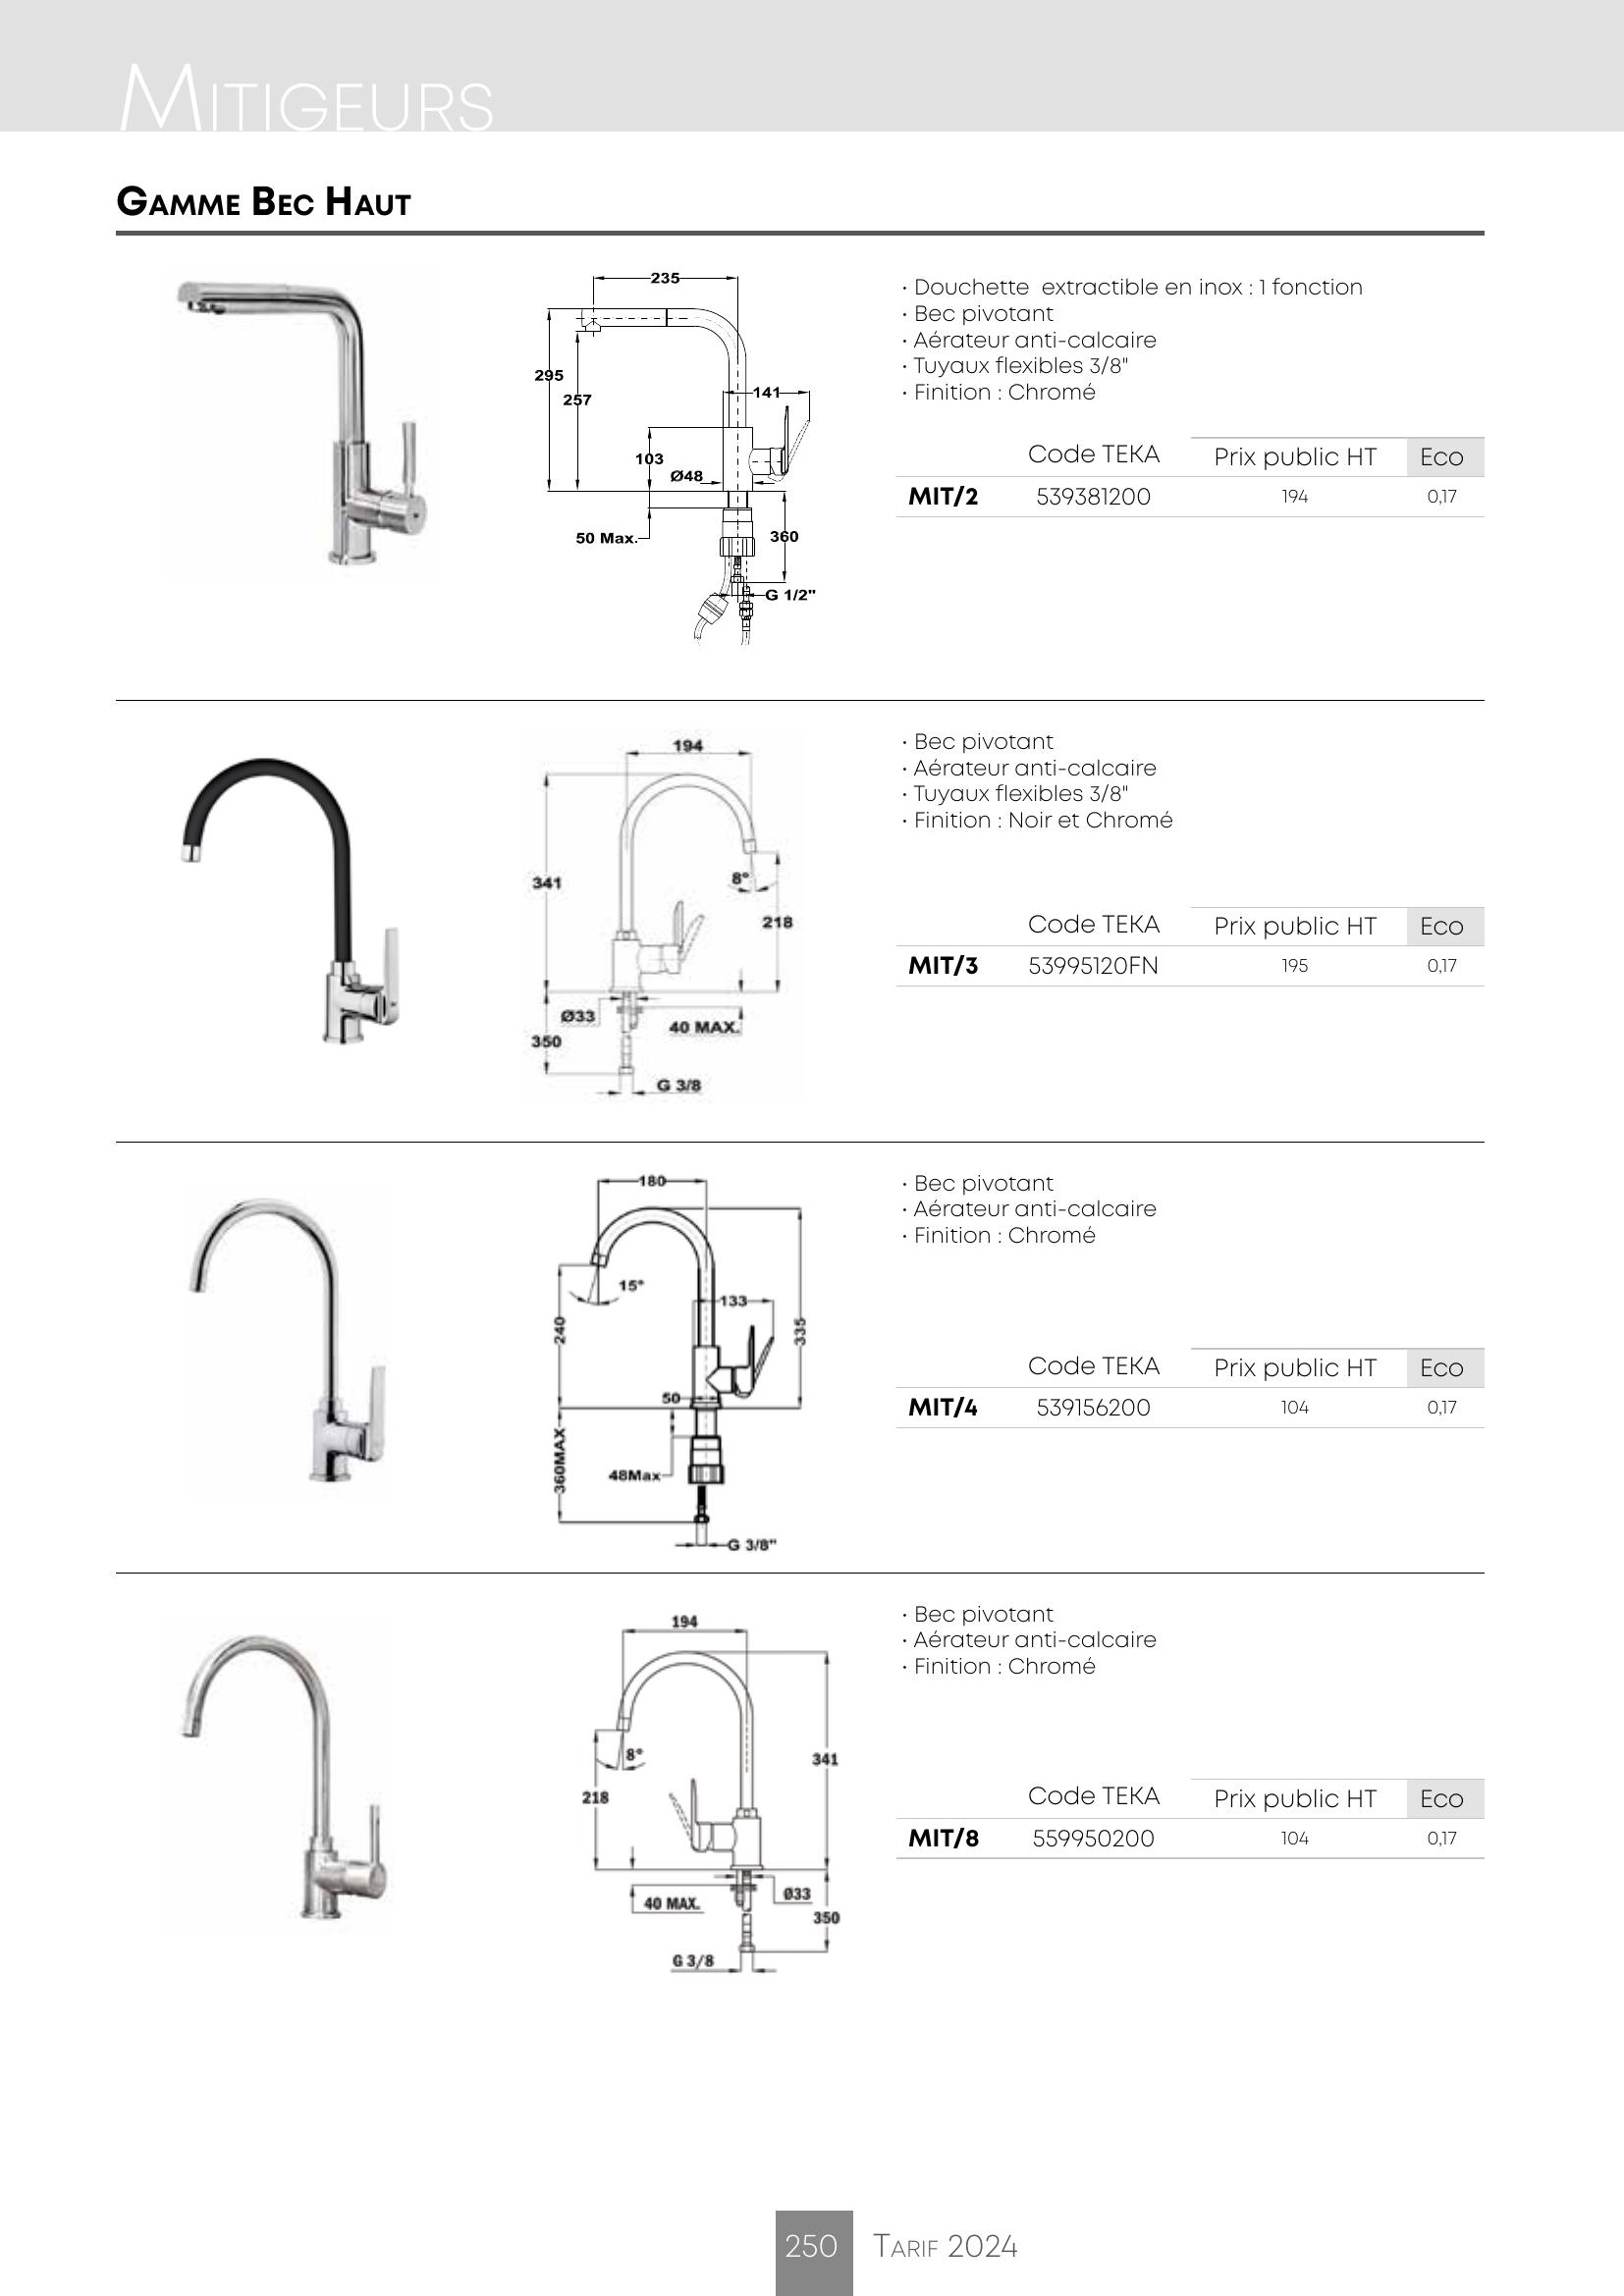 Mitigeurs
Gamme Bec Haut
235
295
257
141
103
Ø48
50 Max.
360
G 1/2"
· Douchette  extractible en inox : 1 fonction
· Bec pivotant
· Aérateur anti-calcaire
· Tuyaux flexibles 3/8"
· Finition : Chromé
Code TEKA Prix public HT Eco
MIT/2 539381200 194 0,17
194
341
8°
218
Ø33
40 MAX.
350
G 3/8
· Bec pivotant
· Aérateur anti-calcaire
· Tuyaux flexibles 3/8"
· Finition : Noir et Chromé
Code TEKA Prix public HT Eco
MIT/3 53995120FN 195 0,17
180
15°
133
240
335
50
360MAX
48Max
G 3/8"
· Bec pivotant
· Aérateur anti-calcaire
· Finition : Chromé
Code TEKA Prix public HT Eco
MIT/4 539156200 104 0,17
194
8°
341
218
40 MAX.
Ø33
350
G 3/8
· Bec pivotant
· Aérateur anti-calcaire
· Finition : Chromé
Code TEKA Prix public HT Eco
MIT/8 559950200 104 0,17
250 Tarif 2024